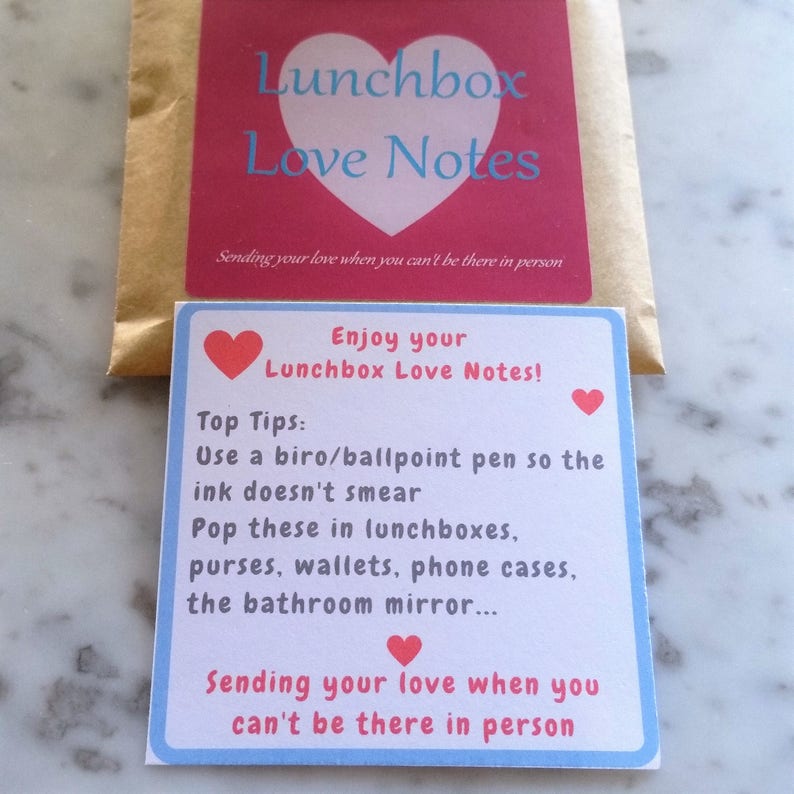 Lunchbox
Love Notes
Sending your love when you can't be there in person
Enjoy your
Lunchbox Love Notes!
Top Tips:
Use a biro/ballpoint pen so the
ink doesn't smear
Pop these in lunchboxes,
purses, wallets, phone cases,
the bathroom mirror...
Sending your love when you
can't be there in person